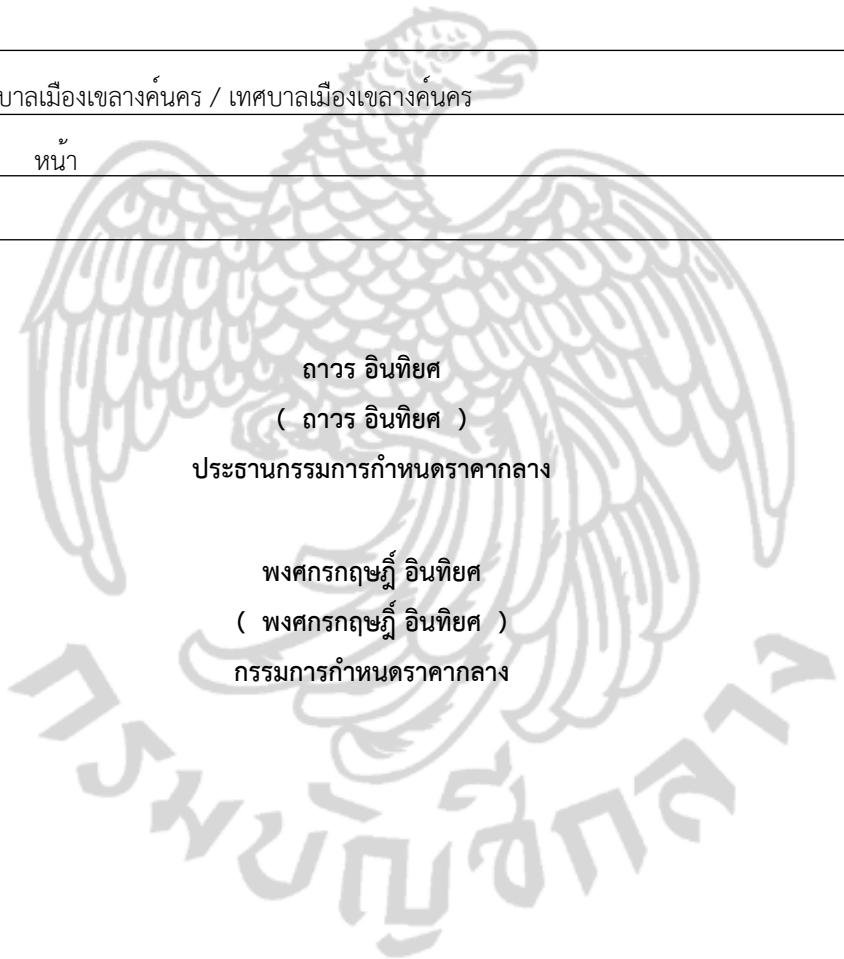 บาลเมืองเขลางค์นคร / เทศบาลเมืองเขลางค์นคร
หน้า
ถาวร อินทิยศ
( ถาวร อินทิยศ )
ประธานกรรมการกำหนดราคากลาง
พงศกรกฤษฎิ์ อินทิยศ
( พงศกรกฤษฎิ์ อินทิยศ )
กรรมการกำหนดราคากลาง
กรมบัญชีกลาง